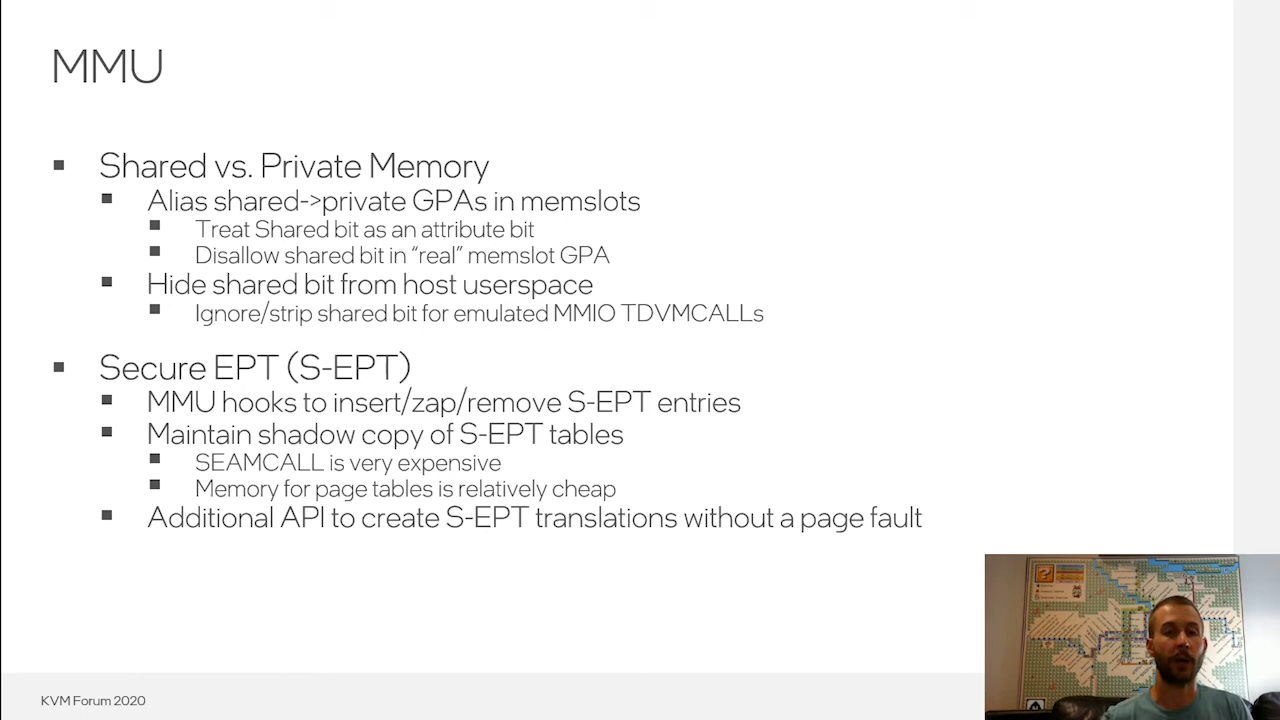 MMU
Shared vs. Private Memory
Alias shared->private GPAs in memslots
Treat Shared bit as an attribute bit
Disallow shared bit in “real” memslot GPA
Hide shared bit from host userspace
Ignore/strip shared bit for emulated MMIO TDVMCALLs
Secure EPT (S-EPT)
MMU hooks to insert/zap/remove S-EPT entries
Maintain shadow copy of S-EPT tables
SEAMCALL is very expensive
Memory for page tables is relatively cheap
Additional API to create S-EPT translations without a page fault
KVM Forum 2020